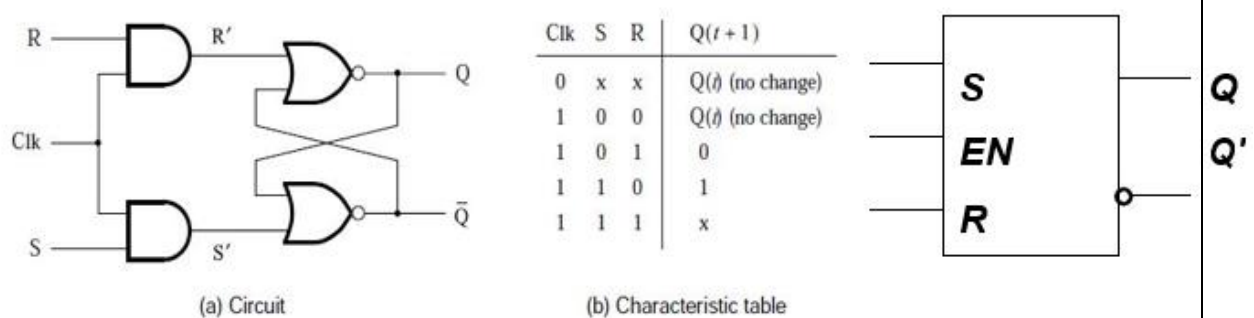 R
R′
Q
Clk
S′
S
Q̄
(a) Circuit
Clk S R Q(t + 1)
0 x x Q(t) (no change)
1 0 0 Q(t) (no change)
1 0 1 0
1 1 0 1
1 1 1 x
(b) Characteristic table
S
EN
R
Q
Q'